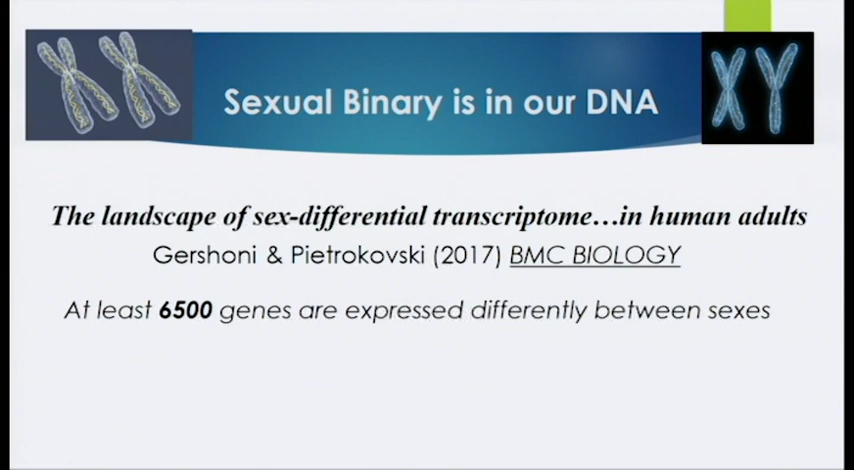 Sexual Binary is in our DNA
The landscape of sex-differential transcriptome...in human adults
Gershoni & Pietrokovski (2017) BMC BIOLOGY
At least 6500 genes are expressed differently between sexes